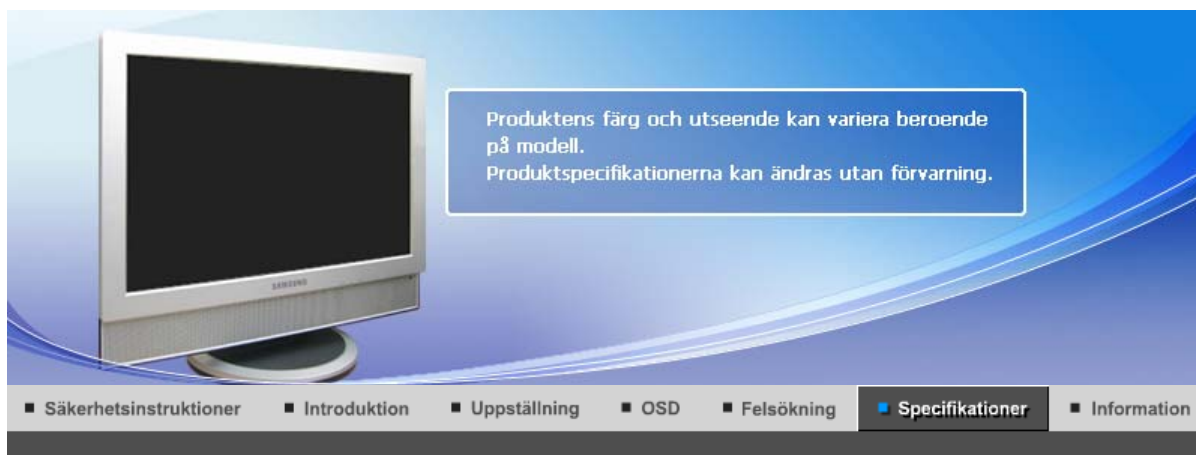 Produktens färg och utseende kan variera beroende
på modell.
Produktspecifikationerna kan ändras utan förvarning.
SAMSUNG
Säkerhetsinstruktioner
Introduktion
Uppställning
OSD
Felsökning
Specifikationer
Information